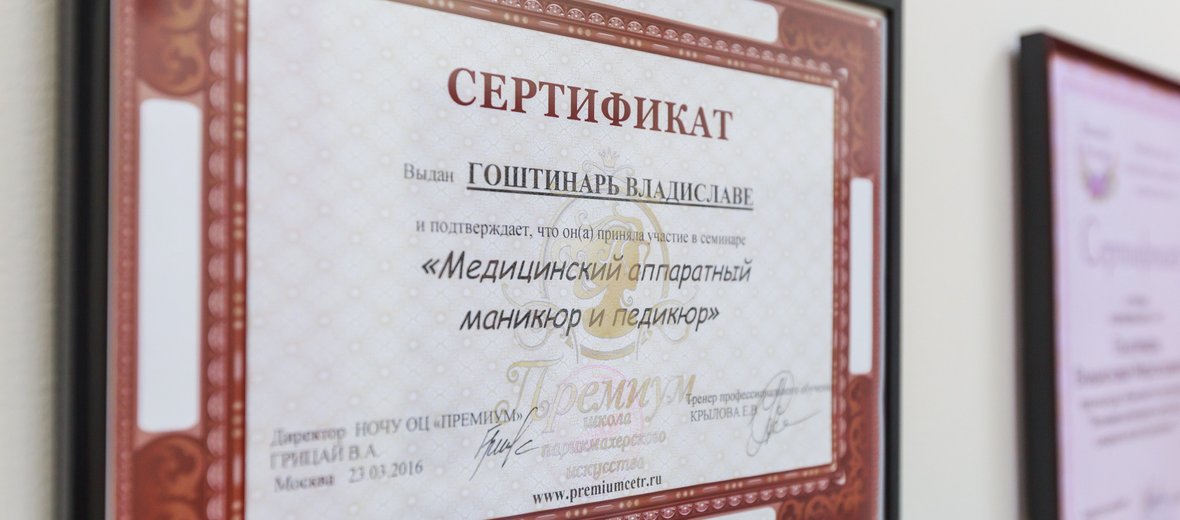 СЕРТИФИКАТ
Выдан ГОШТИНАРЬ ВЛАДИСЛАВЕ
и подтверждает, что он(а) приняла участие в семинаре
«Медицинский аппаратный
маникюр и педикюр»
Премиум
школа
парикмахерского
искусства
Директор НОЧУ ОЦ «ПРЕМИУМ»
ГРИЦАЙ В.А.
Москва 23 03.2016
Тренер профессионального обучения
КРЫЛОВА Е.В
www.premiumcetr.ru
Сертификат